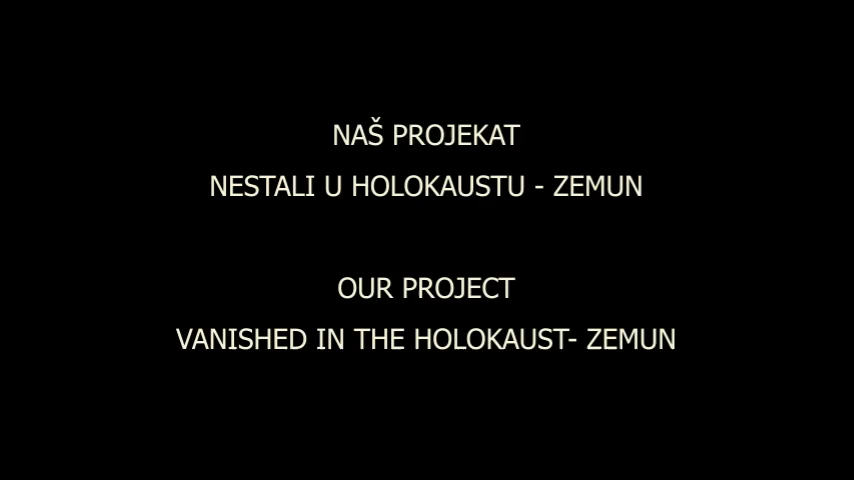 NAŠ PROJEKAT
NESTALI U HOLOKAUSTU - ZEMUN
OUR PROJECT
VANISHED IN THE HOLOKAUST- ZEMUN